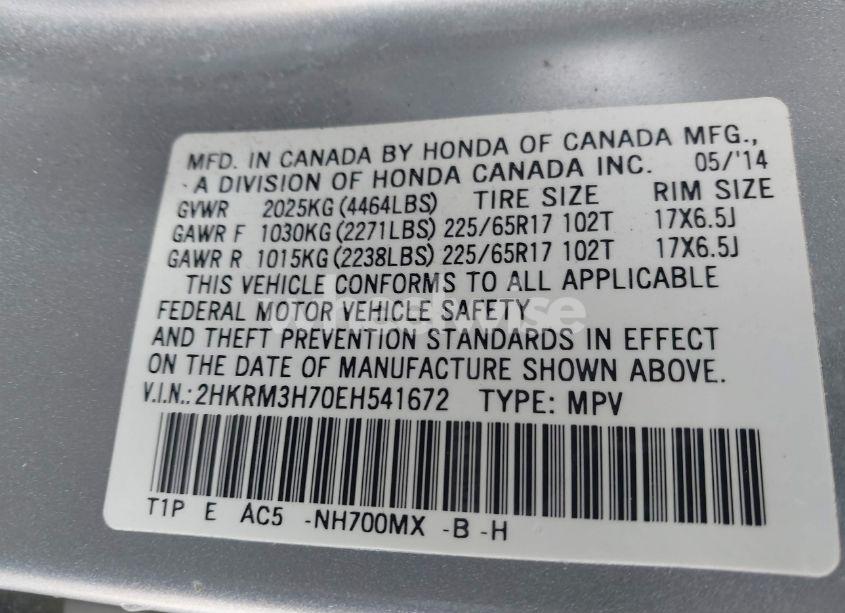 MFD. IN CANADA BY HONDA OF CANADA MFG.,
A DIVISION OF HONDA CANADA INC. 05/'14
GVWR 2025KG (4464LBS) TIRE SIZE RIM SIZE
GAWR F 1030KG (2271LBS) 225/65R17 102T 17X6.5J
GAWR R 1015KG (2238LBS) 225/65R17 102T 17X6.5J
THIS VEHICLE CONFORMS TO ALL APPLICABLE
FEDERAL MOTOR VEHICLE SAFETY
AND THEFT PREVENTION STANDARDS IN EFFECT
ON THE DATE OF MANUFACTURE SHOWN ABOVE.
V.I.N.: 2HKRM3H70EH541672 TYPE: MPV
T1P E AC5 -NH700MX -B -H